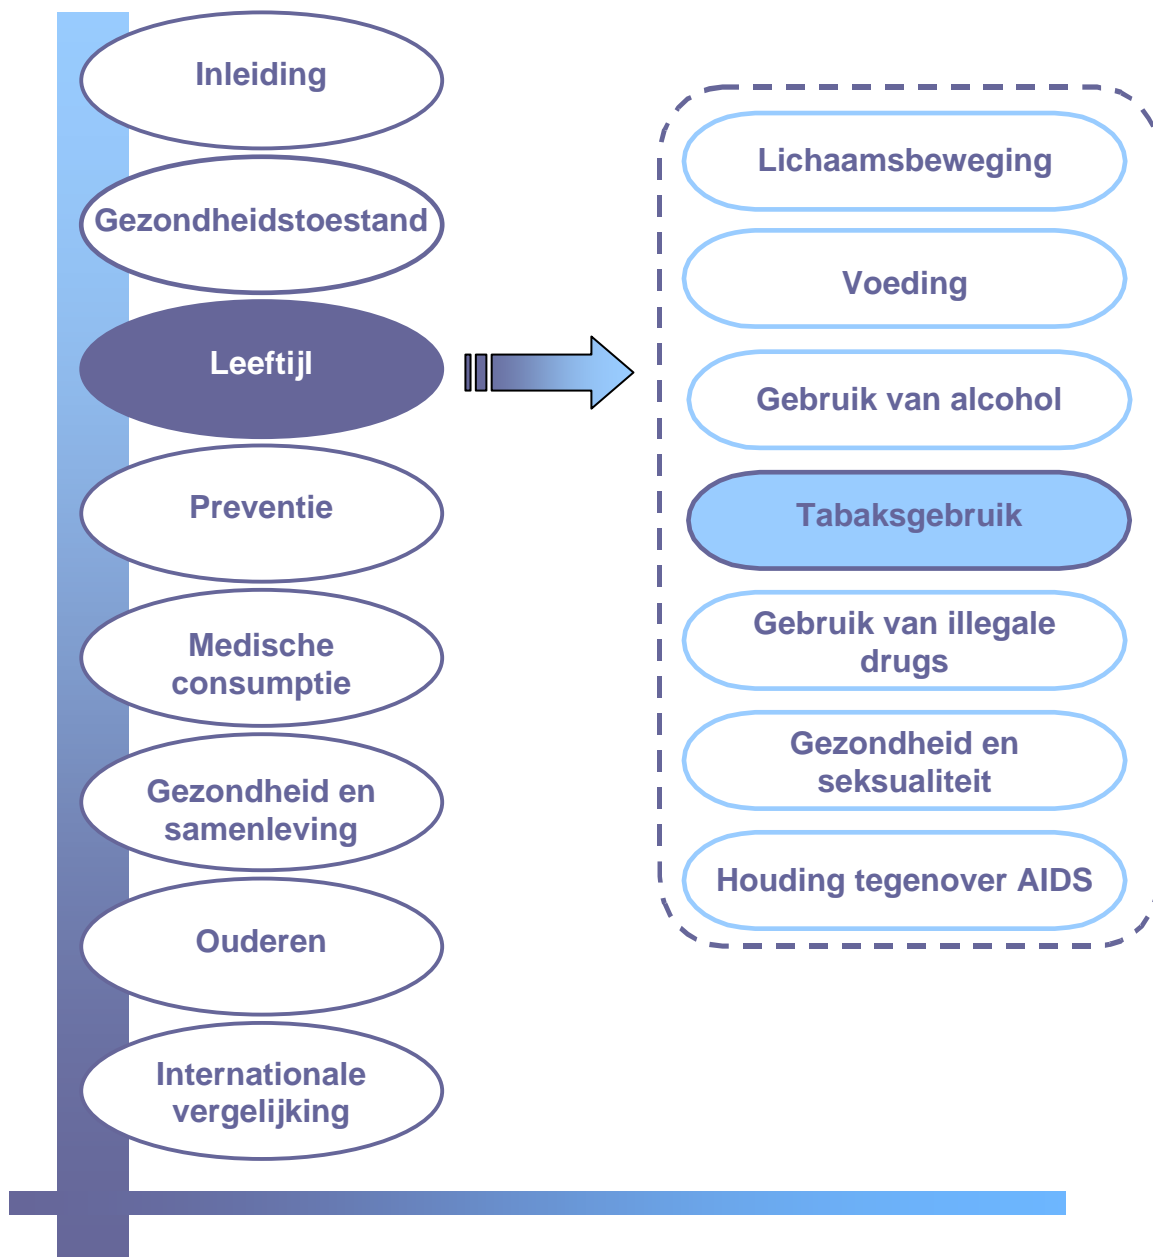 Inleiding
Gezondheidstoestand
Leeftijl
Preventie
Medische
consumptie
Gezondheid en
samenleving
Ouderen
Internationale
vergelijking
Lichaamsbeweging
Voeding
Gebruik van alcohol
Tabaksgebruik
Gebruik van illegale
drugs
Gezondheid en
seksualiteit
Houding tegenover AIDS